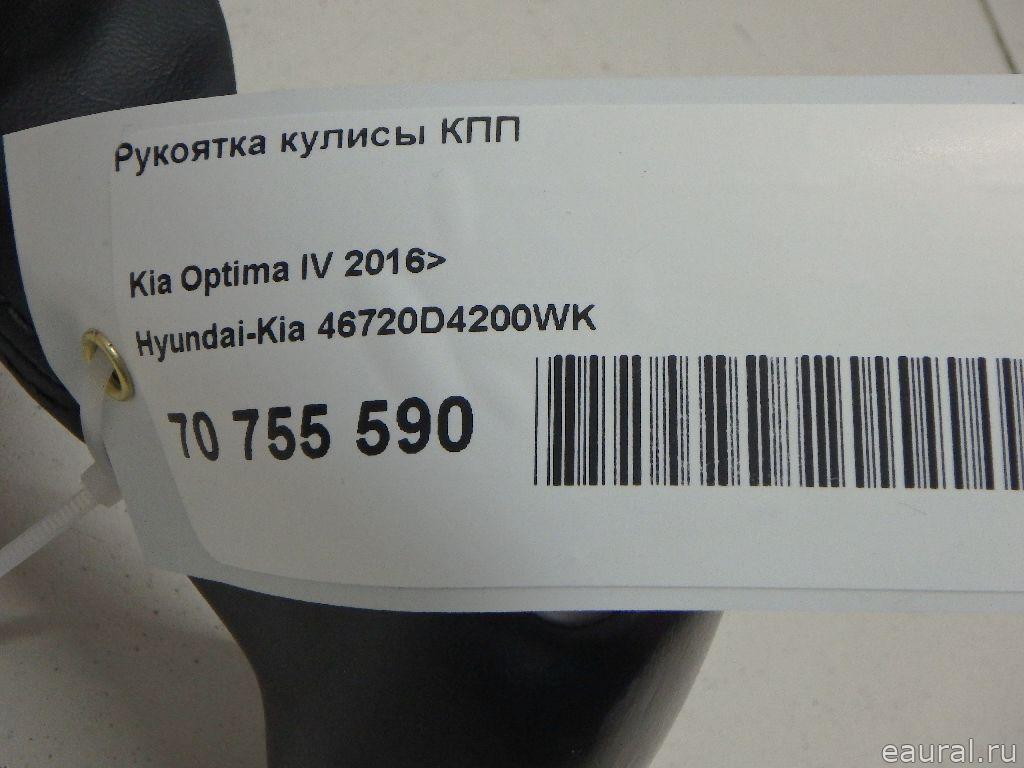 Рукоятка кулисы КПП
Kia Optima IV 2016>
Hyundai-Kia 46720D4200WK
70 755 590
eaural.ru